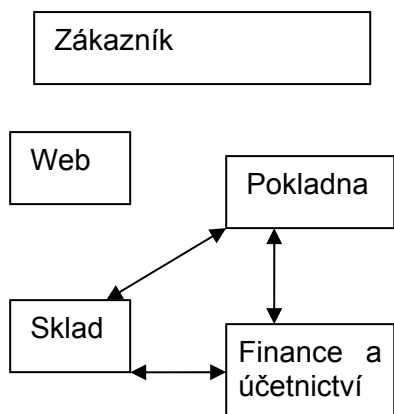 Zákazník
Web
Pokladna
Sklad
Finance a
účetnictví